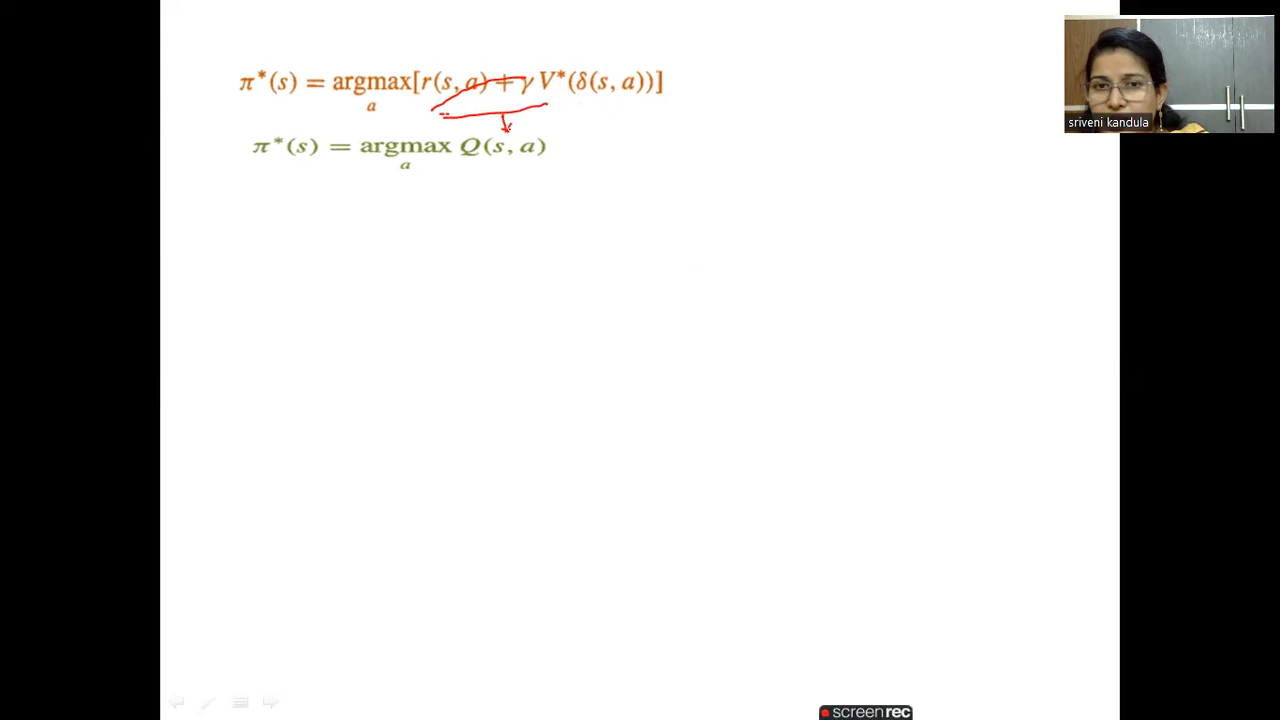 π*(s) = argmax[r(s, a) + γ V*(δ(s, a))]
a
π*(s) = argmax Q(s, a)
a
sriveni kandula
screenrec